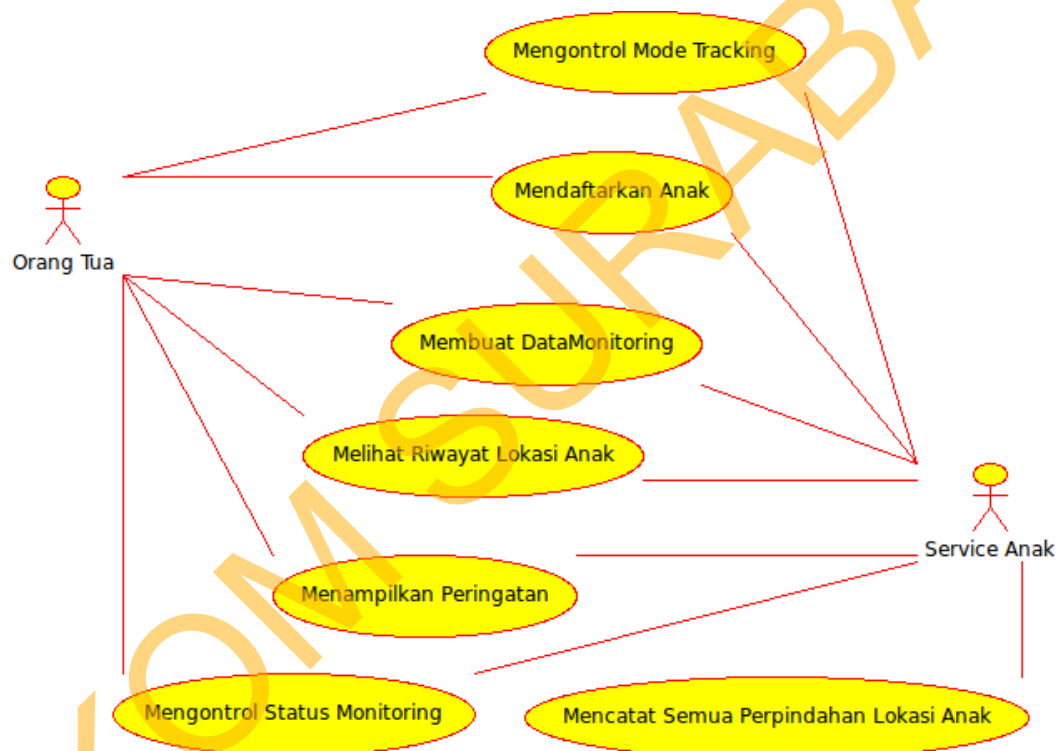 Mengontrol Mode Tracking
Mendaftarkan Anak
Orang Tua
Membuat DataMonitoring
Melihat Riwayat Lokasi Anak
Service Anak
Menampilkan Peringatan
Mengontrol Status Monitoring
Mencatat Semua Perpindahan Lokasi Anak
OM SURABA